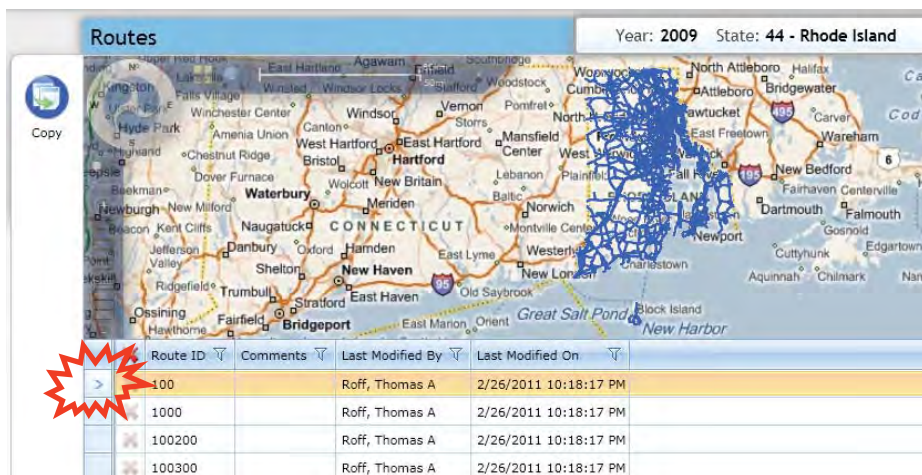 Routes
Year: 2009 State: 44 - Rhode Island
Copy
East Hartland Agawam Enfield Southbridge
Woodstock
North Attleboro Halifax
Attleboro Bridgewater
Kingston Lakeville
Falls Village Winsted Windsor Locks Stafford
Winchester Center Windsor Vernon Pomfret
Pawtucket 495 Carver
Hyde Park Amenia Union Canton Storrs
East Freetown Wareham
Highland Chestnut Ridge West Hartford East Hartford Mansfield Center
Bristol Hartford
6
Dover Furnace Wolcott New Britain Lebanon Plainfield
Fall River 195 New Bedford
Beekman Waterbury Baltic
Fairhaven Centerville
Newburgh New Milford Meriden Norwich
Dartmouth Falmouth
Beacon Kent Cliffs Naugatuck CONNECTICUT Montville Center
Newport Gosnold
Jefferson Valley Danbury Oxford Hamden East Lyme Westerly
Cuttyhunk Edgartown
Shelton New Haven New London Charlestown
Aquinnah Chilmark
Ridgefield Trumbull East Haven 95 Old Saybrook
Ossining Stratford
Great Salt Pond Block Island
Hawthorne Fairfield Bridgeport East Marion Orient New Harbor
Route ID Comments Last Modified By Last Modified On
100 Roff, Thomas A 2/26/2011 10:18:17 PM
1000 Roff, Thomas A 2/26/2011 10:18:17 PM
100200 Roff, Thomas A 2/26/2011 10:18:17 PM
100300 Roff, Thomas A 2/26/2011 10:18:17 PM